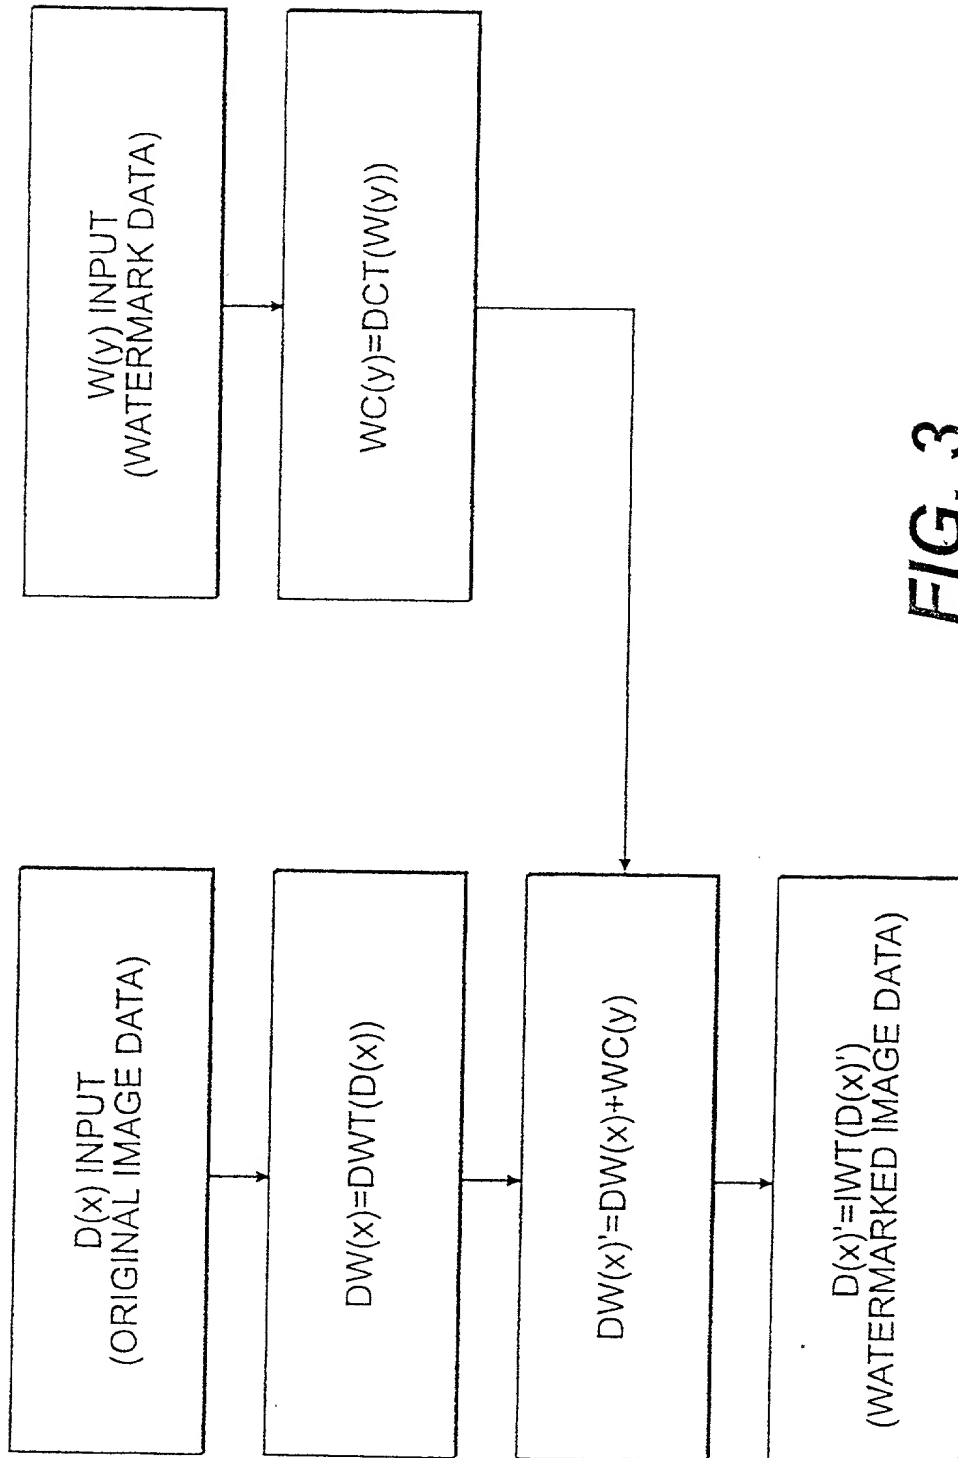 D(x) INPUT
(ORIGINAL IMAGE DATA)
DW(x)=DWT(D(x))
DW(x)'=DW(x)+WC(y)
D(x)'=IWT(D(x)')
(WATERMARKED IMAGE DATA)
W(y) INPUT
(WATERMARK DATA)
WC(y)=DCT(W(y))
FIG. 3